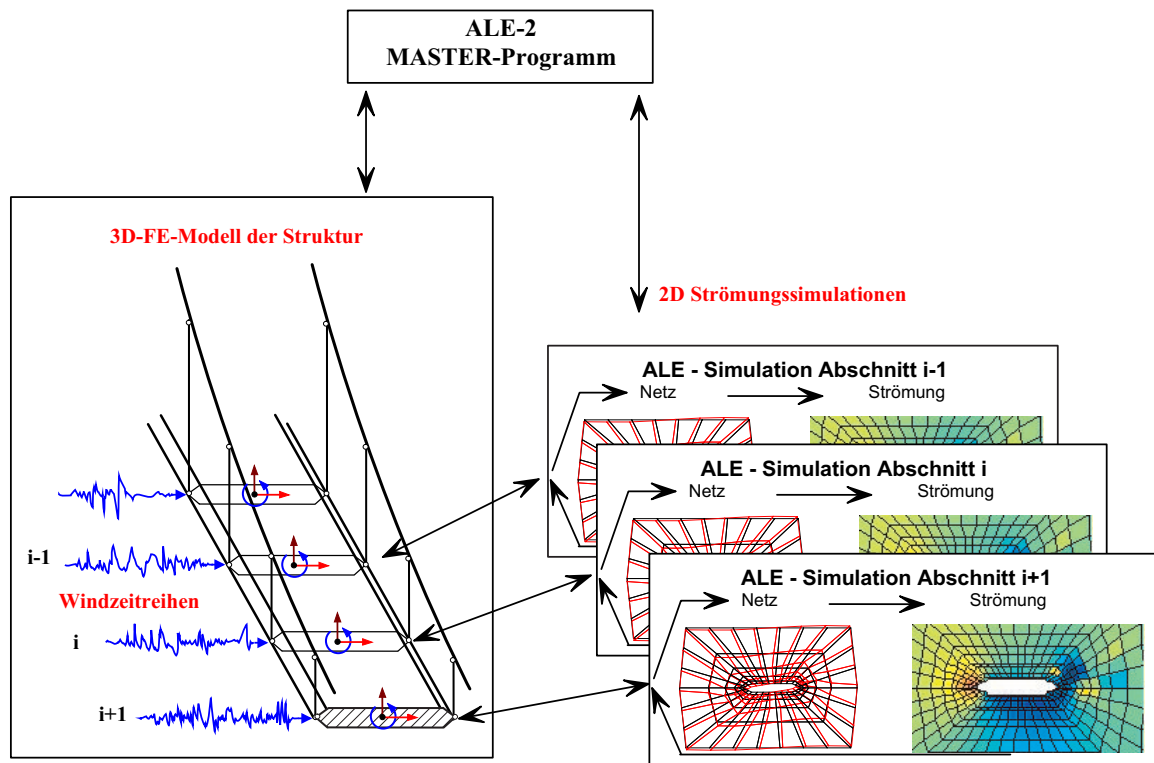 ALE-2
MASTER-Programm
3D-FE-Modell der Struktur
2D Strömungssimulationen
ALE - Simulation Abschnitt i-1
Netz
Strömung
ALE - Simulation Abschnitt i
Netz
Strömung
i-1
ALE - Simulation Abschnitt i+1
Netz
Strömung
Windzeitreihen
i
i+1